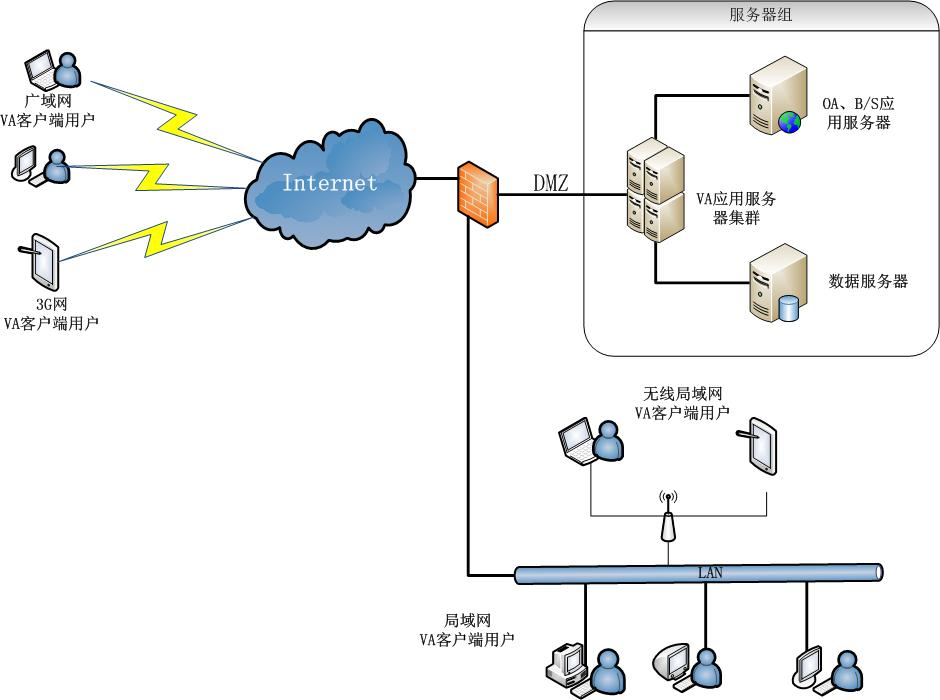 服务器组
广域网
VA客户端用户
Internet
3G网
VA客户端用户
DMZ
OA、B/S应
用服务器
VA应用服务
器集群
数据服务器
无线局域网
VA客户端用户
LAN
局域网
VA客户端用户